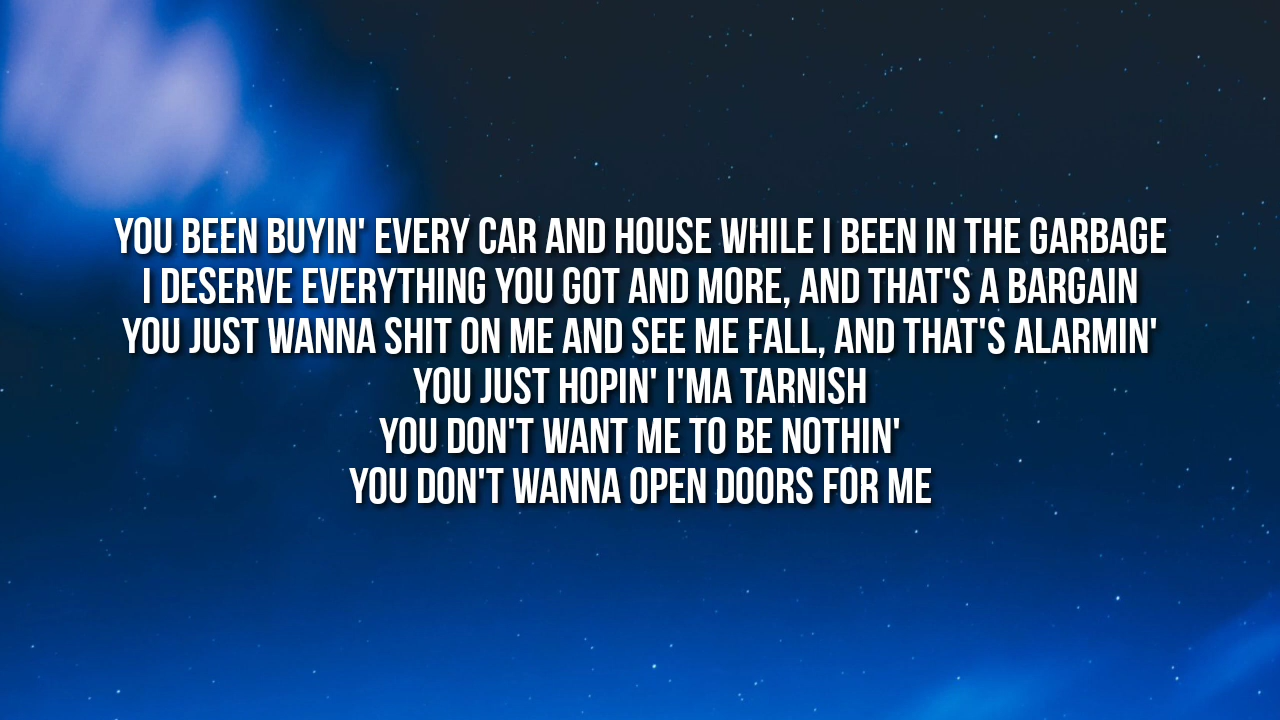 YOU BEEN BUYIN' EVERY CAR AND HOUSE WHILE I BEEN IN THE GARBAGE
I DESERVE EVERYTHING YOU GOT AND MORE, AND THAT'S A BARGAIN
YOU JUST WANNA SHIT ON ME AND SEE ME FALL, AND THAT'S ALARMIN'
YOU JUST HOPIN' I'MA TARNISH
YOU DON'T WANT ME TO BE NOTHIN'
YOU DON'T WANNA OPEN DOORS FOR ME